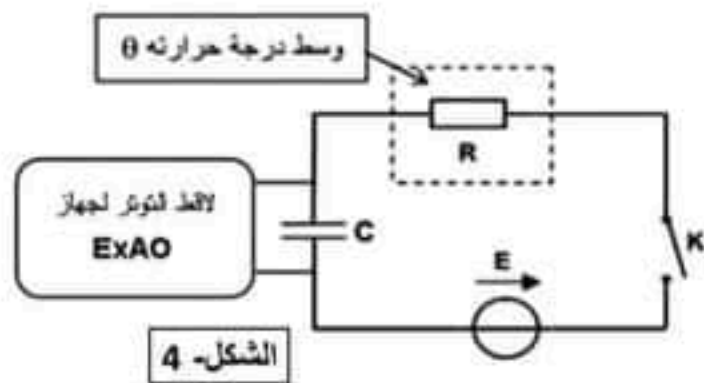 وسط درجة حرارته θ
R
لاقط التوتر لجهاز
ExAO
C
K
E
الشكل- 4